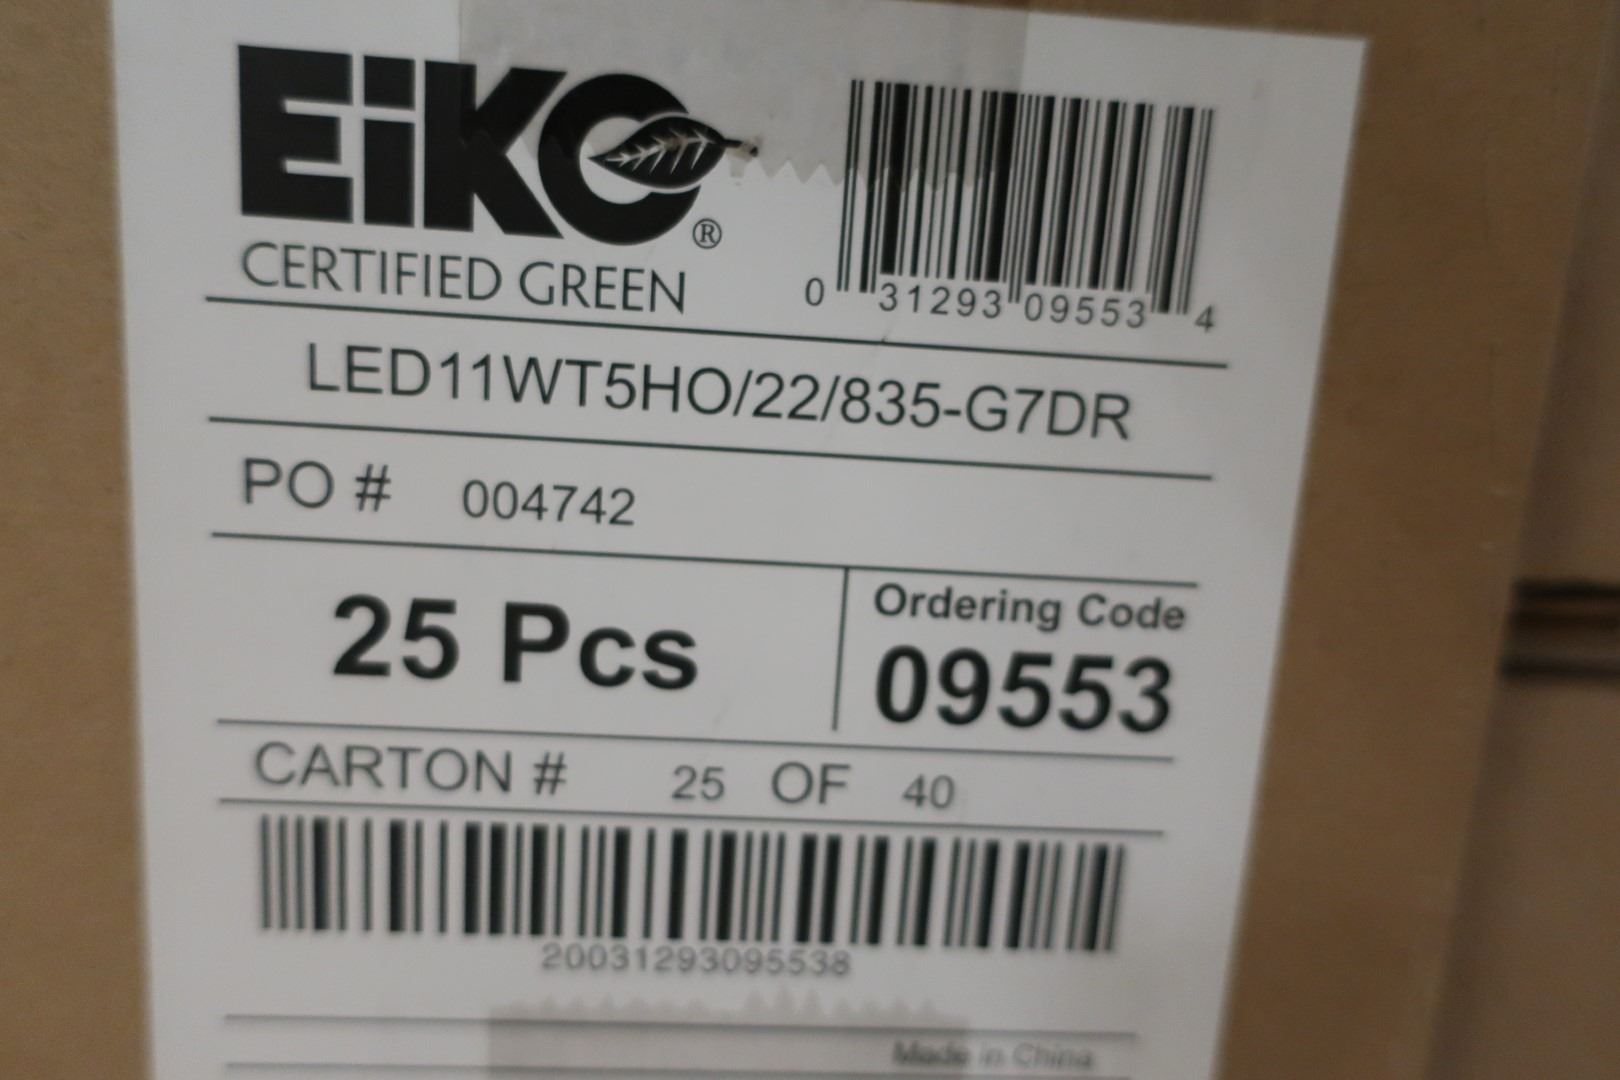 EiKO®
CERTIFIED GREEN
0 31293 09553 4
LED11WT5HO/22/835-G7DR
PO # 004742
25 Pcs
Ordering Code
09553
CARTON # 25 OF 40
20031293095538
Made in China